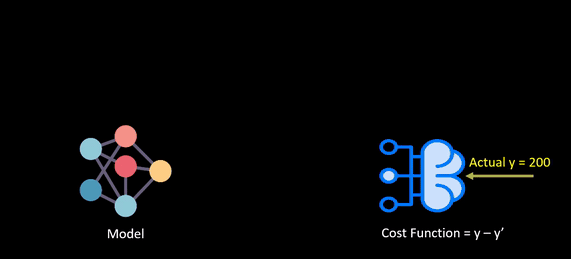 Actual y = 200
Model
Cost Function = y – y’